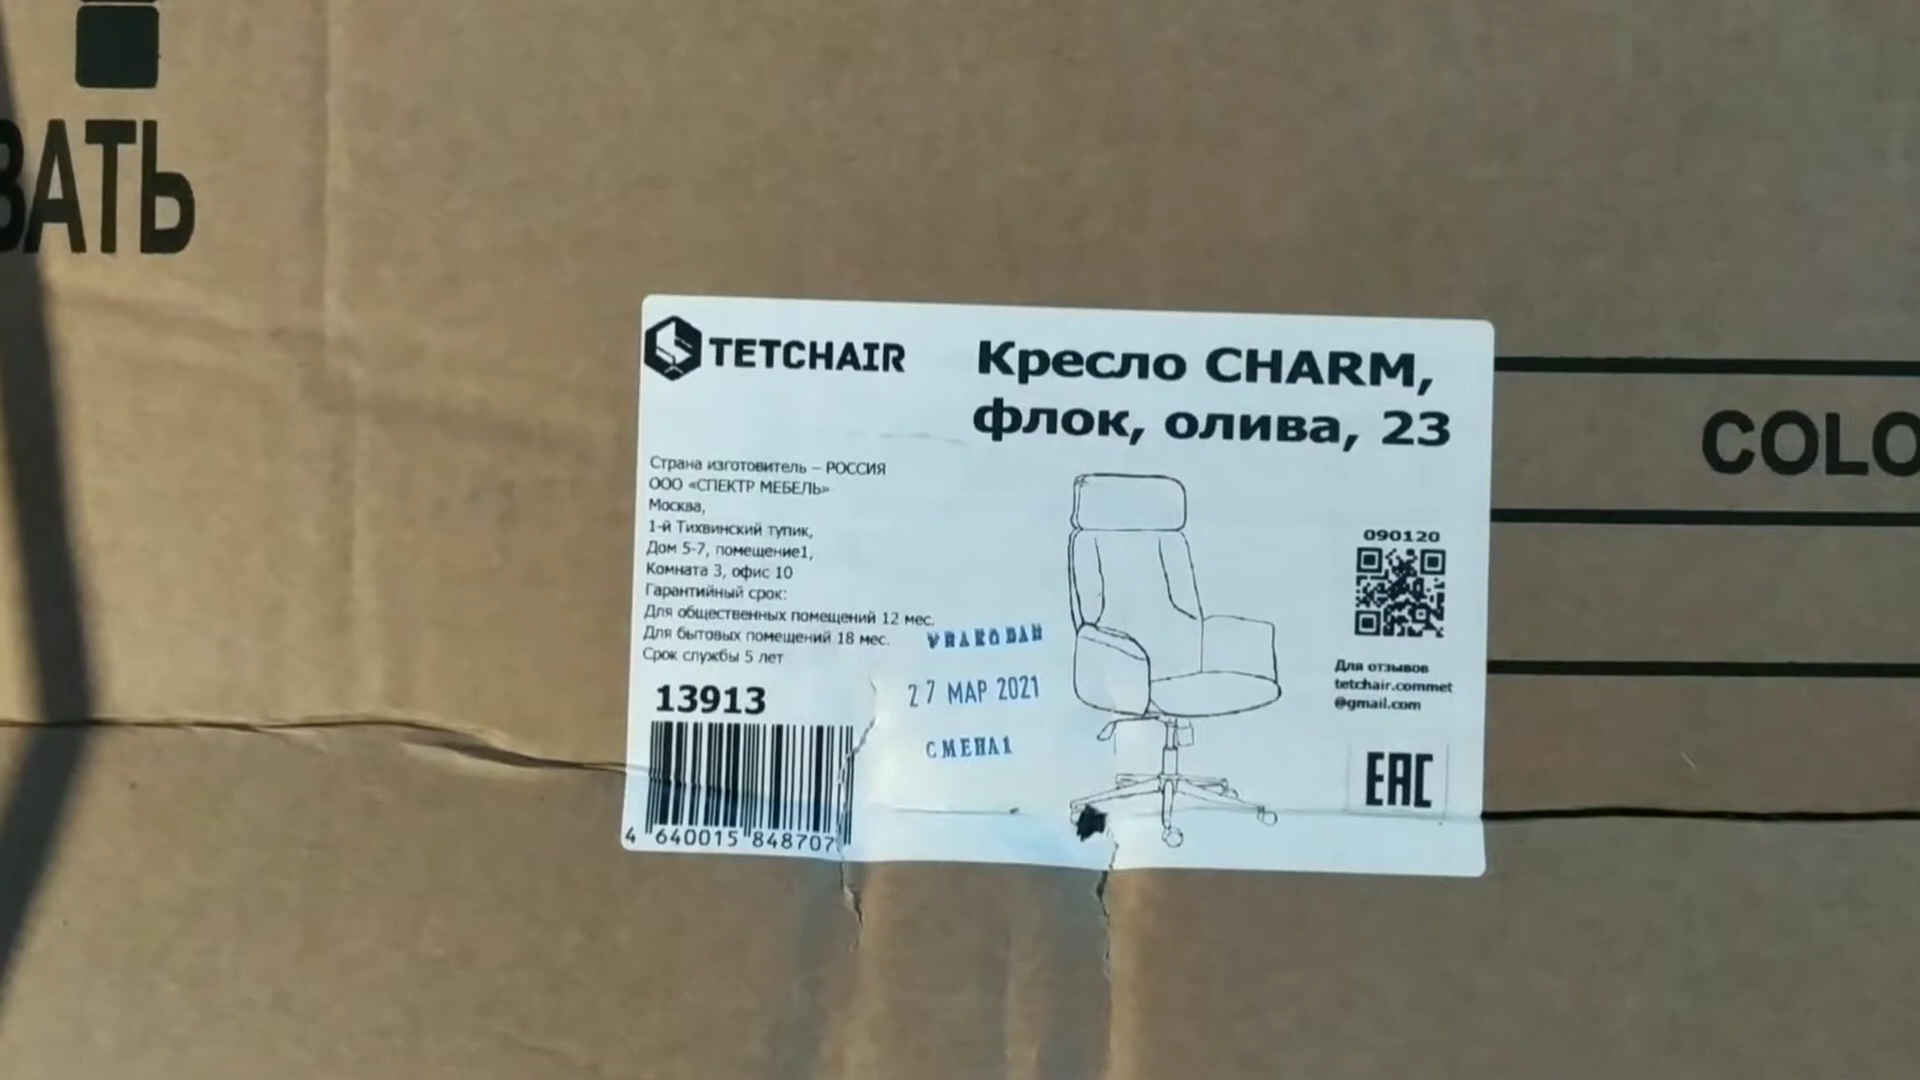 ВАТЬ
TETCHAIR
Кресло CHARM,
флок, олива, 23
Страна изготовитель – РОССИЯ
ООО «СПЕКТР МЕБЕЛЬ»
Москва,
1-й Тихвинский тупик,
Дом 5-7, помещение1,
Комната 3, офис 10
Гарантийный срок:
Для общественных помещений 12 мес.
Для бытовых помещений 18 мес.
Срок службы 5 лет
13913
4 640015 848707
УПАКОВАН
27 МАР 2021
СМЕНА1
090120
Для отзывов
tetchair.commet
@gmail.com
EAC
COLO